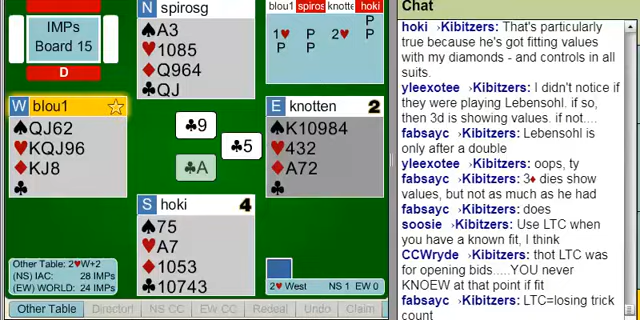 IMPs
Board 15
D
N spirosg
♠A3
♥1085
♦Q964
♣QJ
blou1 spiros knotte hoki
P
1♥ P 2♥ P
P P
W blou1
♠QJ62
♥KQJ96
♦KJ8
♣
♣9
♣5
♣A
E knotten 2
♠K10984
♥432
♦A72
♣
S hoki 4
♠75
♥A7
♦1053
♣10743
Other Table: 2♥W+2
(NS) IAC: 28 IMPs
(EW) WORLD: 24 IMPs
2♥ West NS 1 EW 0
Other Table Director! NS CC EW CC Redeal Undo Claim
Chat
hoki ›Kibitzers: That's particularly
true because he's got fitting values
with my diamonds - and controls in all
suits.
yleexotee ›Kibitzers: I didn't notice if
they were playing Lebensohl. if so,
then 3d is showing values. if not....
fabsayc ›Kibitzers: Lebensohl is
only after a double
yleexotee ›Kibitzers: oops, ty
fabsayc ›Kibitzers: 3♦ dies show
values, but not as much as he had
fabsayc ›Kibitzers: does
soosie ›Kibitzers: Use LTC when
you have a known fit, I think
CCWryde ›Kibitzers: thot LTC was
for opening bids.....YOU never
KNOEW at that point if fit
fabsayc ›Kibitzers: LTC=losing trick
count